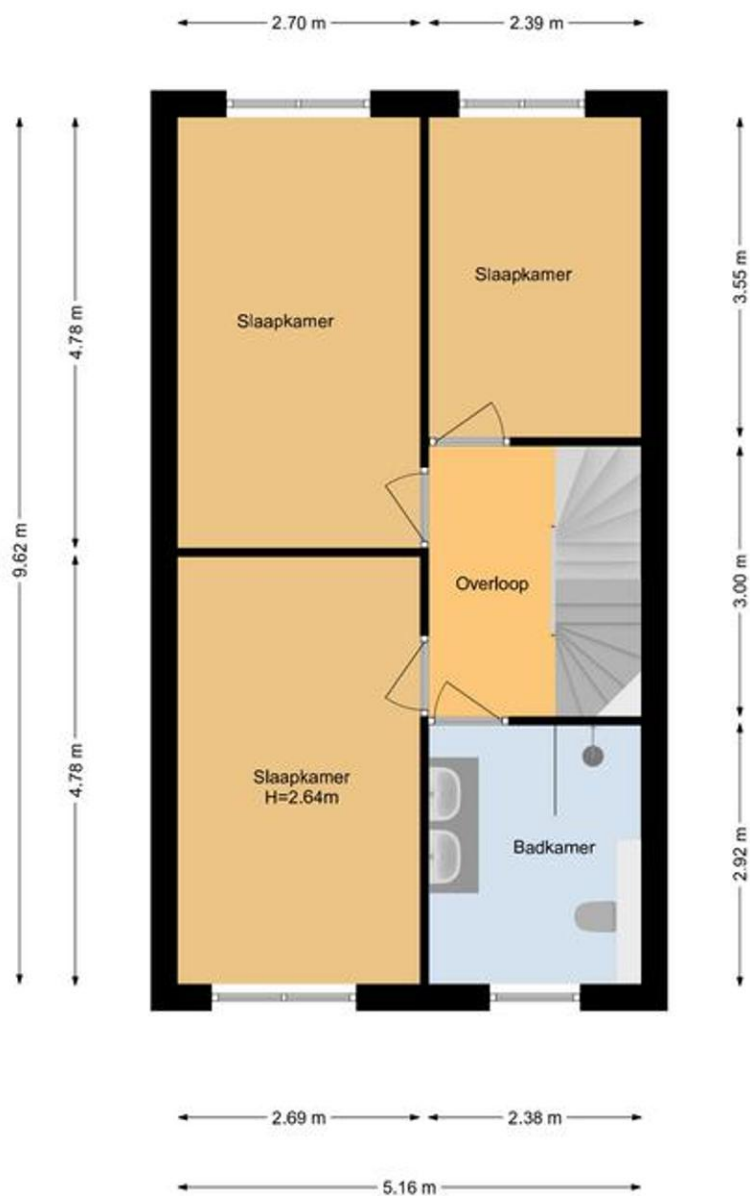 2.70 m
2.39 m
Slaapkamer
Slaapkamer
3.55 m
4.78 m
9.62 m
Overloop
3.00 m
Slaapkamer
H=2.64m
4.78 m
Badkamer
2.92 m
2.69 m
2.38 m
5.16 m